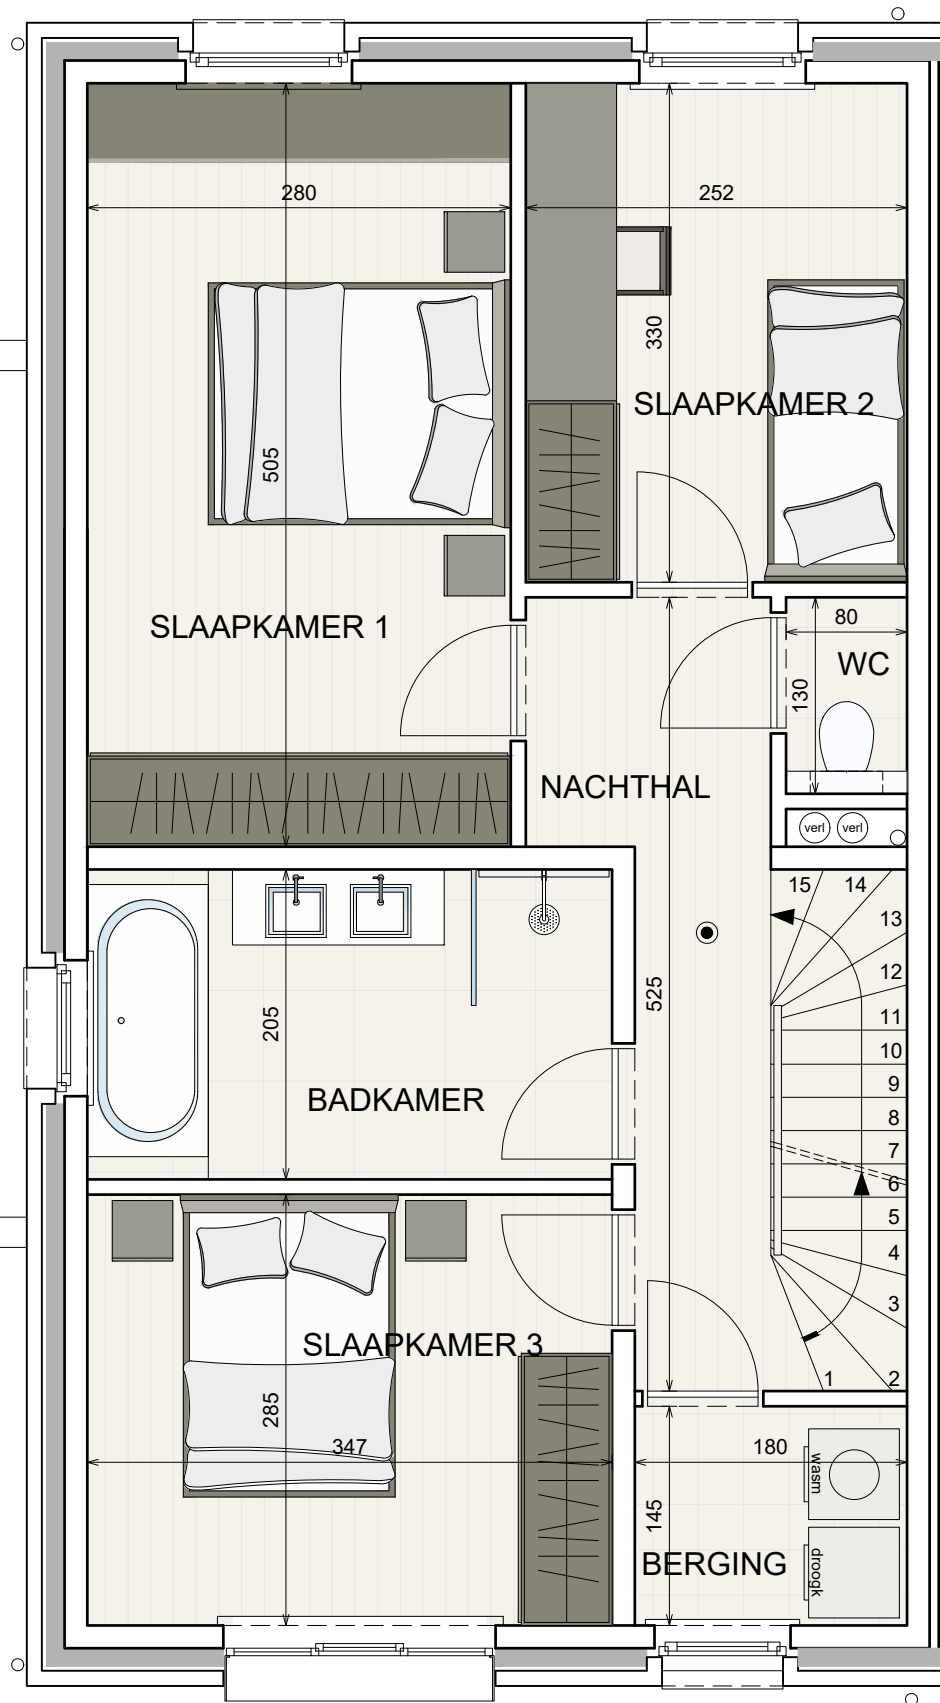 280
252
330
SLAAPKAMER 2
505
SLAAPKAMER 1
80
WC
130
NACHTHAL
verl verl
15 14
13
12
11
10
9
8
7
6
5
4
3
2
1
525
205
BADKAMER
SLAAPKAMER 3
285
347
180
wasm
145
BERGING
droogk